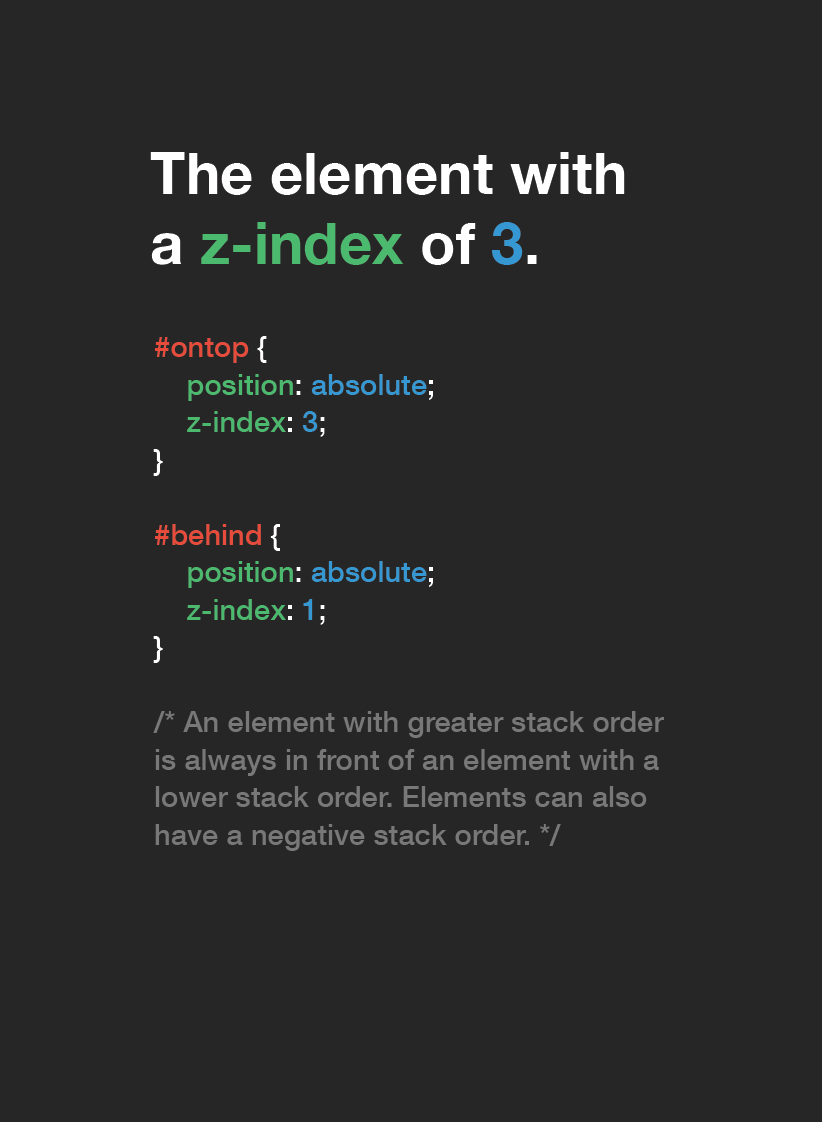 The element with
a z-index of 3.
#ontop {
position: absolute;
z-index: 3;
}
#behind {
position: absolute;
z-index: 1;
}
/* An element with greater stack order
is always in front of an element with a
lower stack order. Elements can also
have a negative stack order. */